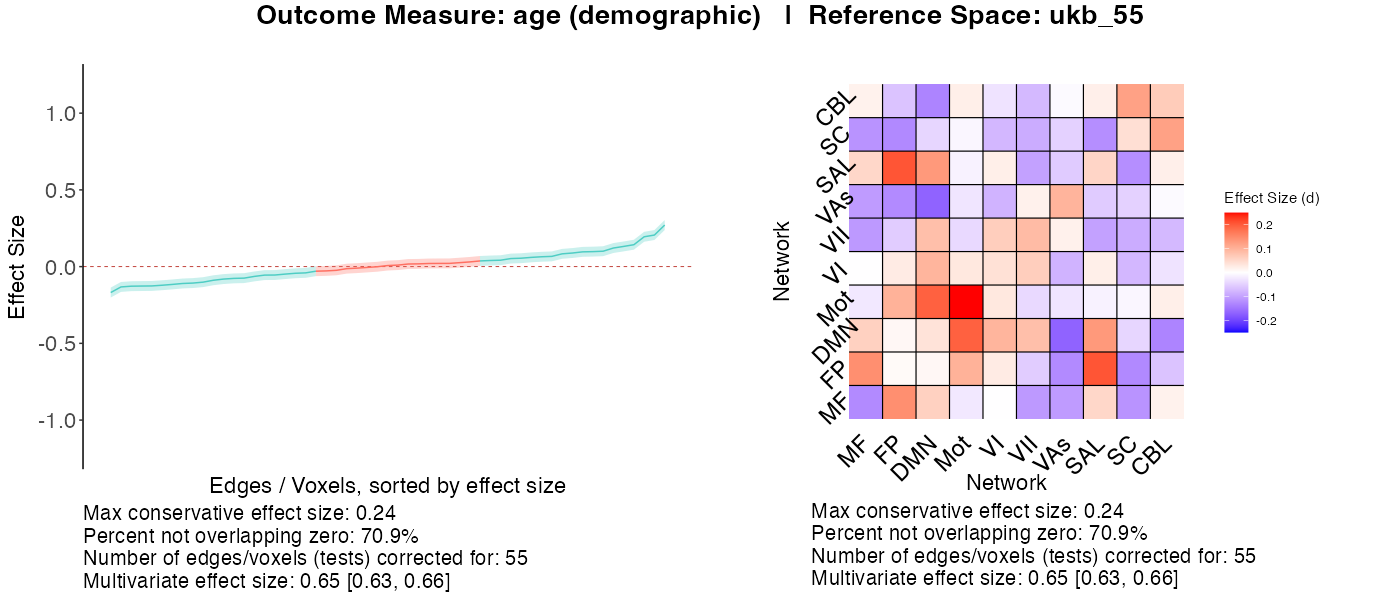 Outcome Measure: age (demographic) | Reference Space: ukb_55
Effect Size
1.0
0.5
0.0
-0.5
-1.0
Edges / Voxels, sorted by effect size
Max conservative effect size: 0.24
Percent not overlapping zero: 70.9%
Number of edges/voxels (tests) corrected for: 55
Multivariate effect size: 0.65 [0.63, 0.66]
Network
CBL
SC
SAL
VAs
VII
VI
Mot
DMN
FP
MF
MF
FP
DMN
Mot
VI
VII
VAs
SAL
SC
CBL
Network
Effect Size (d)
0.2
0.1
0.0
-0.1
-0.2
Max conservative effect size: 0.24
Percent not overlapping zero: 70.9%
Number of edges/voxels (tests) corrected for: 55
Multivariate effect size: 0.65 [0.63, 0.66]